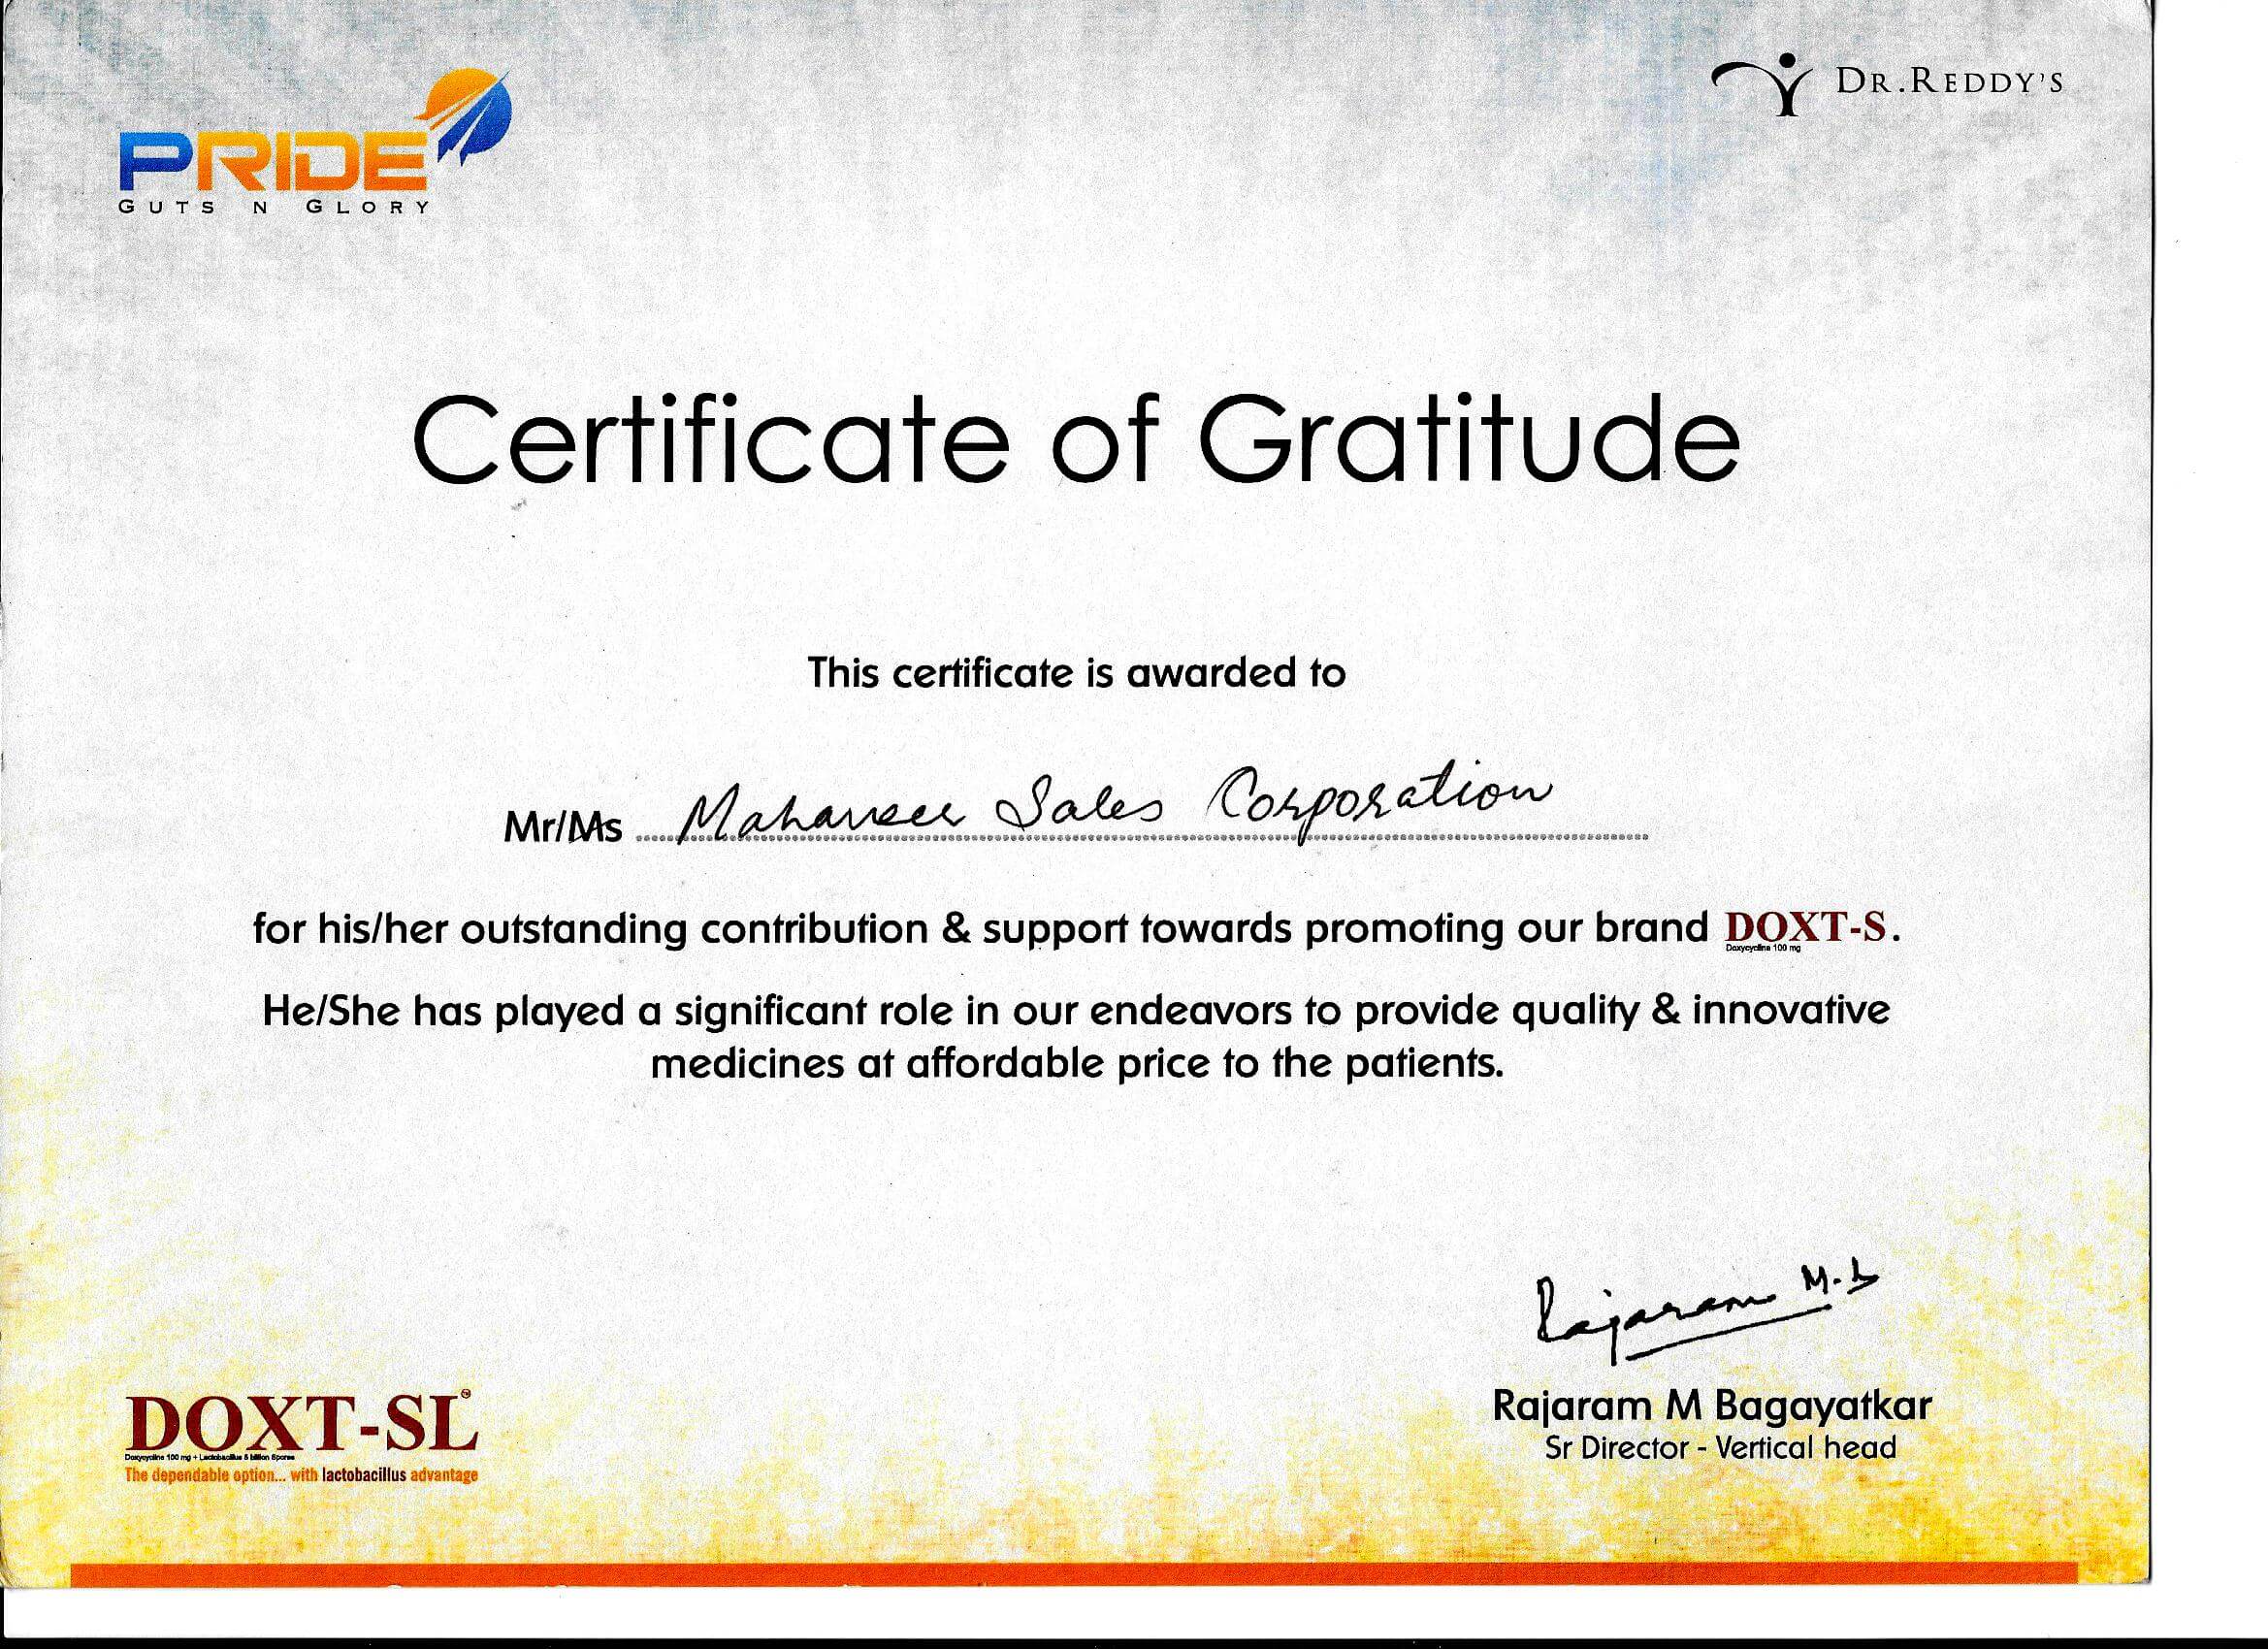 DR.REDDY'S
PRIDE
GUTS N GLORY
Certificate of Gratitude
This certificate is awarded to
Mr/Ms Mahaveer Sales Corporation
for his/her outstanding contribution & support towards promoting our brand DOXT-S.
Doxycycline 100 mg
He/She has played a significant role in our endeavors to provide quality & innovative
medicines at affordable price to the patients.
Rajaram M.B
Rajaram M Bagayatkar
Sr Director - Vertical head
DOXT-SL
Doxycycline 100 mg + Lactobacillus 5 billion Spores
The dependable option... with lactobacillus advantage